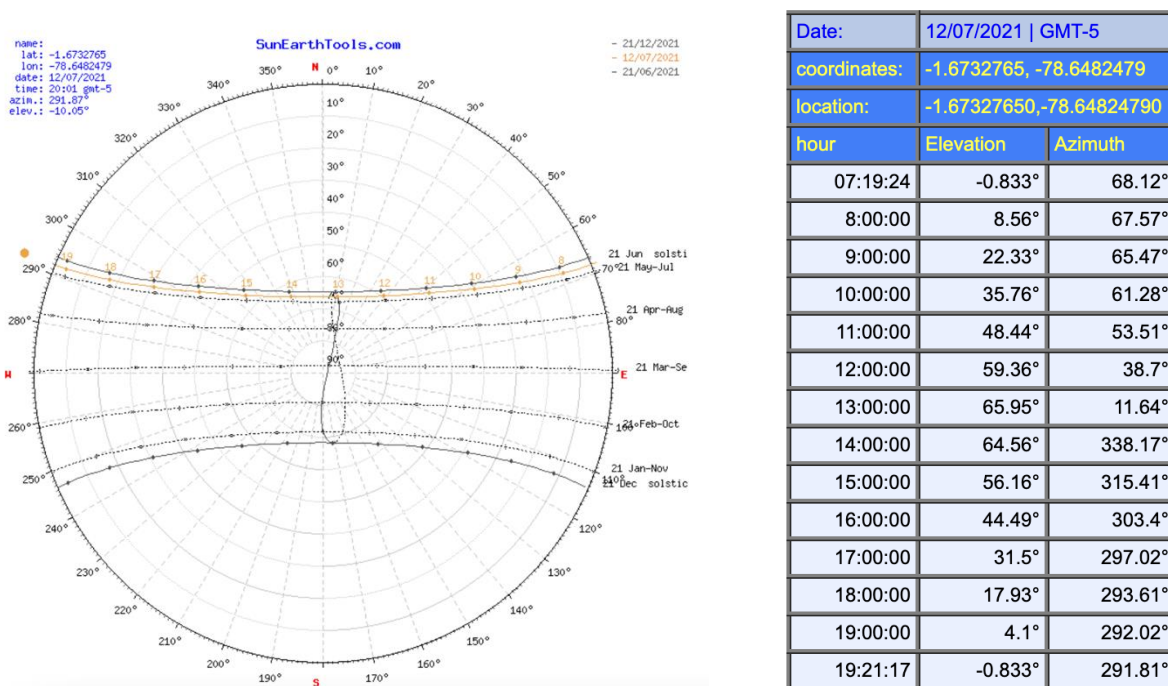 name:
lat: -1.6732765
lon: -78.6482479
date: 12/07/2021
time: 20:01 gmt-5
azim.: 291.87°
elev.: -10.05°
SunEarthTools.com
- 21/12/2021
- 12/07/2021
- 21/06/2021
N
350° 0° 10°
340° 20°
330° 30°
320° 40°
310° 50°
300° 60°
290° 70°
280° 80°
W E
260° 100°
250° 110°
240° 120°
230° 130°
220° 140°
210° 150°
200° 160°
190° 170°
S
10°
20°
30°
40°
50°
60°
70°
80°
90°
19 18 17 16 15 14 13 12 11 10 9 8
21 Jun solsti
21 May-Jul
21 Apr-Aug
21 Mar-Se
21 Feb-Oct
21 Jan-Nov
21 Dec solstic
Date: 12/07/2021 | GMT-5
coordinates: -1.6732765, -78.6482479
location: -1.67327650,-78.64824790
hour Elevation Azimuth
07:19:24 -0.833° 68.12°
8:00:00 8.56° 67.57°
9:00:00 22.33° 65.47°
10:00:00 35.76° 61.28°
11:00:00 48.44° 53.51°
12:00:00 59.36° 38.7°
13:00:00 65.95° 11.64°
14:00:00 64.56° 338.17°
15:00:00 56.16° 315.41°
16:00:00 44.49° 303.4°
17:00:00 31.5° 297.02°
18:00:00 17.93° 293.61°
19:00:00 4.1° 292.02°
19:21:17 -0.833° 291.81°